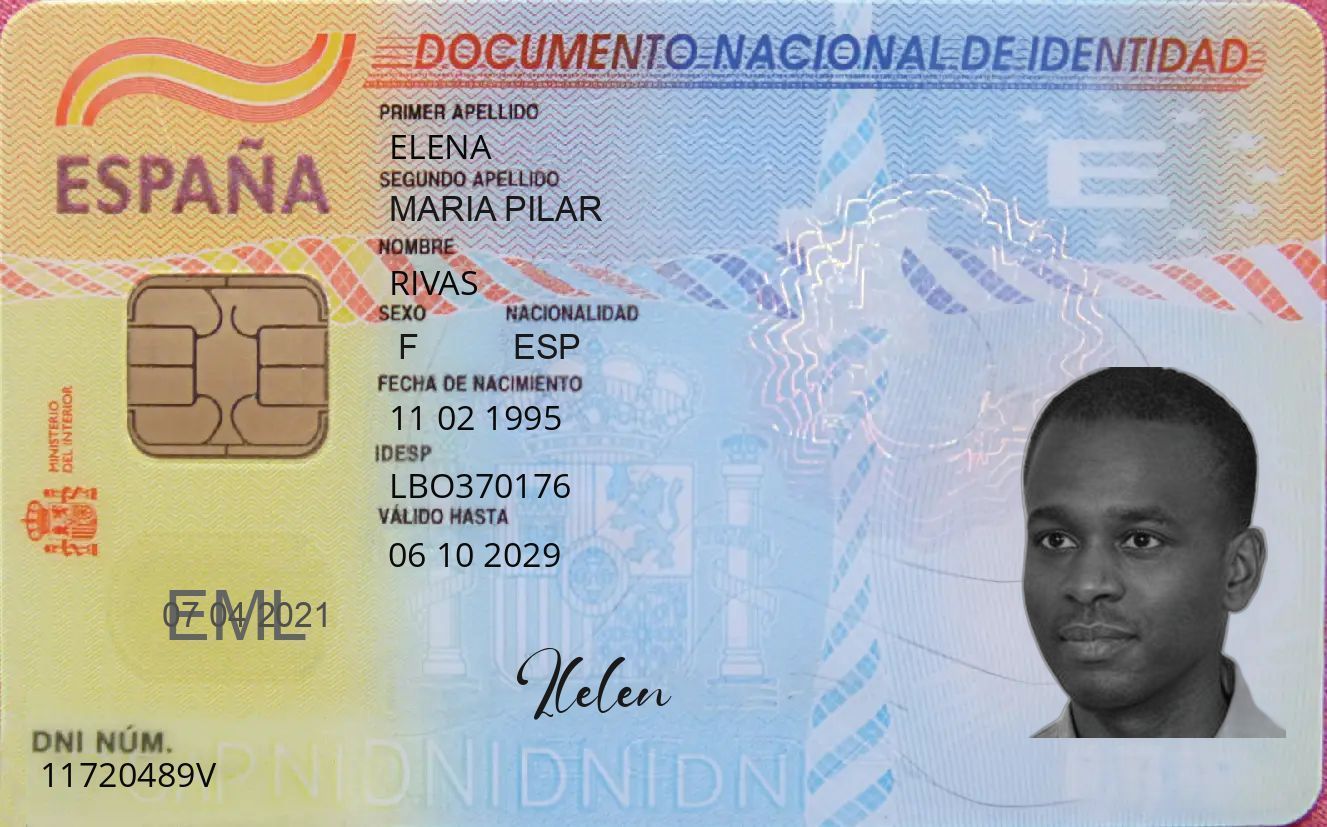 DOCUMENTO NACIONAL DE IDENTIDAD
ESPAÑA
E
PRIMER APELLIDO
ELENA
SEGUNDO APELLIDO
MARIA PILAR
NOMBRE
RIVAS
SEXO NACIONALIDAD
F ESP
FECHA DE NACIMIENTO
11 02 1995
IDESP
LBO370176
VÁLIDO HASTA
06 10 2029
MINISTERIO
DEL INTERIOR
EML
07 04 2021
Helen
DNI NÚM.
11720489V
DNIDNIDNIDNI